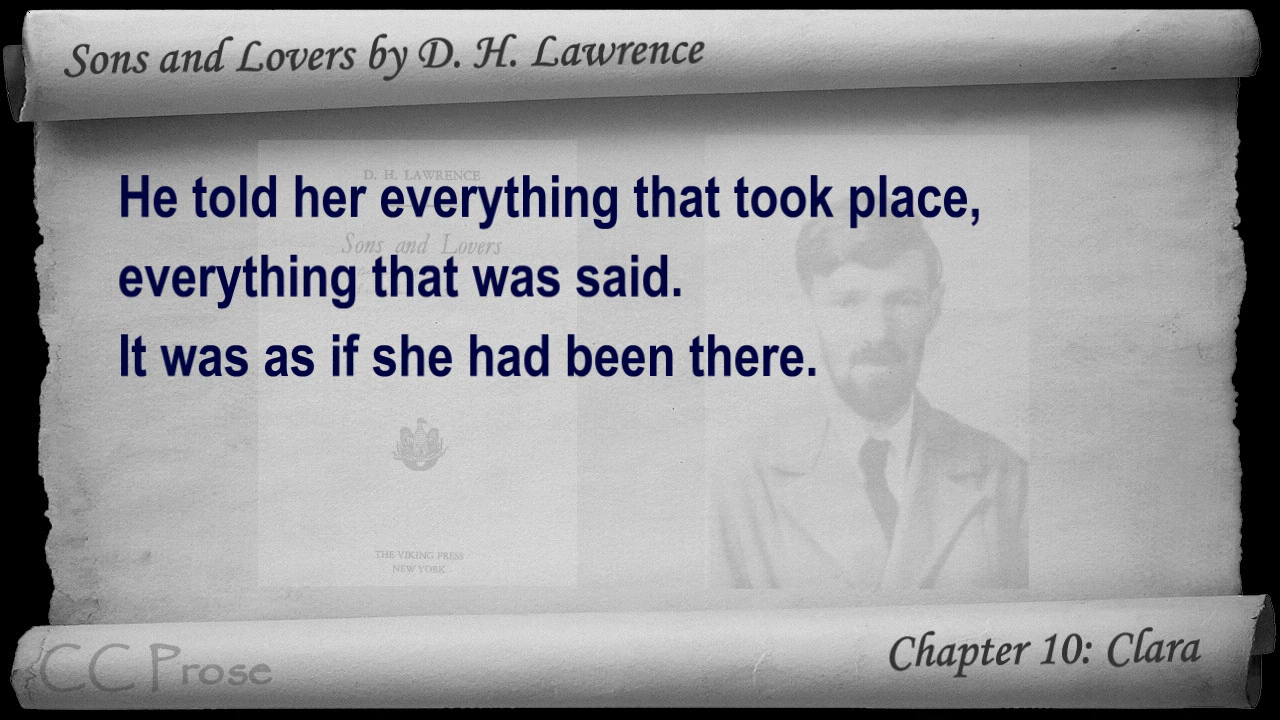 Sons and Lovers by D. H. Lawrence
D. H. LAWRENCE
He told her everything that took place,
Sons and Lovers
everything that was said.
It was as if she had been there.
THE VIKING PRESS
NEW YORK
Chapter 10: Clara
CC Prose